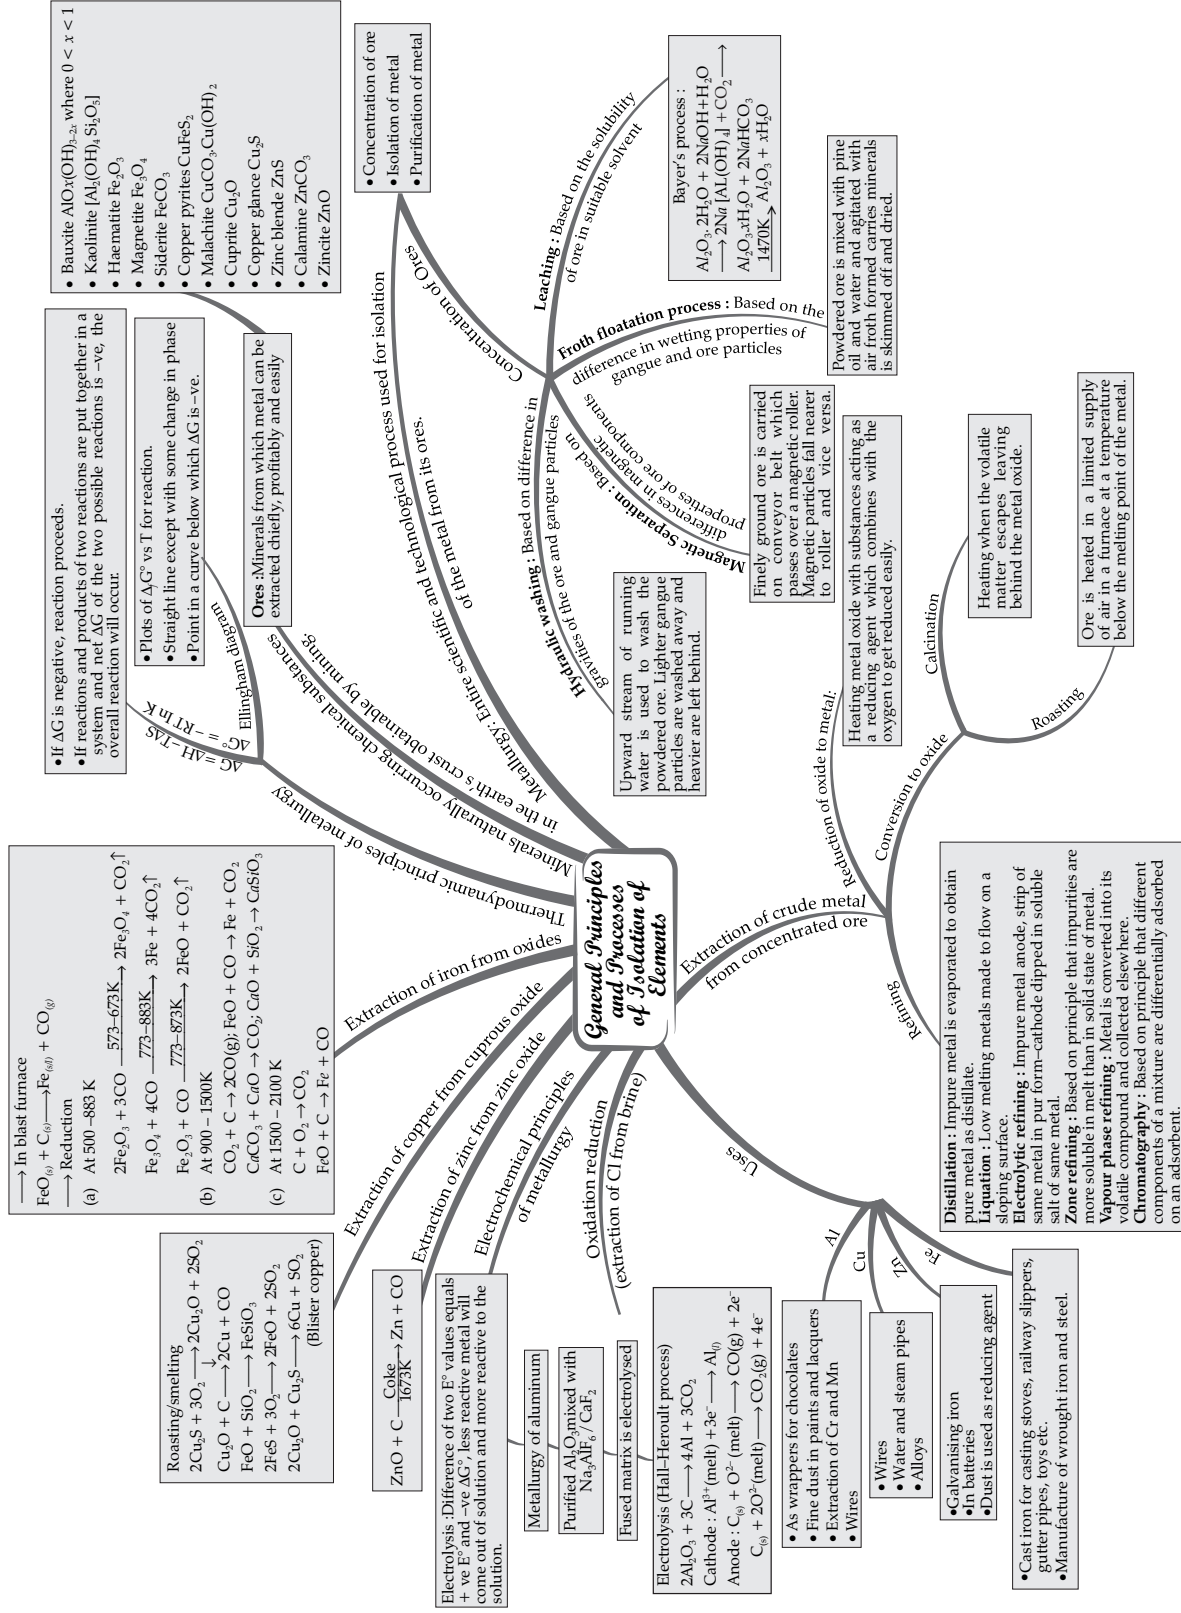 General Principles
and Processes
of Isolation of
Elements
Metallurgy: Entire scientific and technological process used for isolation
of the metal from its ores.
Concentration of Ores
•Concentration of ore
•Isolation of metal
•Purification of metal
Leaching : Based on the solubility
of ore in suitable solvent
Bayer's process :
Al₂O₃.2H₂O + 2NaOH+H₂O
⟶ 2Na [AL(OH)₄] +CO₂ ⟶
Al₂O₃.xH₂O + 2NaHCO₃
1470K⟶ Al₂O₃ + xH₂O
Froth floatation process : Based on the
difference in wetting properties of
gangue and ore particles
Powdered ore is mixed with pine
oil and water and agitated with
air froth formed carries minerals
is skimmed off and dried.
Magnetic Separation : Based on
differences in magnetic
properties of ore components
Finely ground ore is carried
on conveyor belt which
passes over a magnetic roller.
Magnetic particles fall nearer
to roller and vice versa.
Hydraulic washing : Based on difference in
gravities of the ore and gangue particles
Upward stream of running
water is used to wash the
powdered ore. Lighter gangue
particles are washed away and
heavier are left behind.
Minerals naturally occurring chemical substances
in the earth's crust obtainable by mining.
Ores :Minerals from which metal can be
extracted chiefly, profitably and easily
• Bauxite AlOx(OH)₃₋₂ₓ where 0 < x < 1
• Kaolinite [Al₂(OH)₄ Si₂O₅]
• Haematite Fe₂O₃
• Magnetite Fe₃O₄
• Siderite FeCO₃
• Copper pyrites CuFeS₂
• Malachite CuCO₃.Cu(OH)₂
• Cuprite Cu₂O
• Copper glance Cu₂S
• Zinc blende ZnS
• Calamine ZnCO₃
• Zincite ZnO
Thermodynamic principles of metallurgy
ΔG = ΔH–TΔS
ΔG° = – RT ln K
•If ΔG is negative, reaction proceeds.
•If reactions and products of two reactions are put together in a
system and net ΔG of the two possible reactions is –ve, the
overall reaction will occur.
Ellingham diagram
•Plots of ΔfG° vs T for reaction.
•Straight line except with some change in phase
•Point in a curve below which ΔG is –ve.
Extraction of iron from oxides
⟶ In blast furnace
FeO(s) + C(s)⟶Fe(s/l) + CO(g)
⟶ Reduction
(a) At 500 –883 K
2Fe₂O₃ + 3CO 573–673K⟶ 2Fe₃O₄ + CO₂↑
Fe₃O₄ + 4CO 773–883K⟶ 3Fe + 4CO₂↑
Fe₂O₃ + CO 773–873K⟶ 2FeO + CO₂↑
(b) At 900 – 1500K
CO₂ + C → 2CO(g); FeO + CO → Fe + CO₂
CaCO₃ + CaO → CO₂; CaO + SiO₂ → CaSiO₃
(c) At 1500 – 2100 K
C + O₂→ CO₂
FeO + C → Fe + CO
Extraction of copper from cuprous oxide
Roasting/smelting
2Cu₂S + 3O₂ ⟶ 2Cu₂O + 2SO₂
↓
Cu₂O + C ⟶ 2Cu + CO
FeO + SiO₂ ⟶ FeSiO₃
2FeS + 3O₂ ⟶ 2FeO + 2SO₂
2Cu₂O + Cu₂S ⟶ 6Cu + SO₂
(Blister copper)
Extraction of zinc from zinc oxide
ZnO + C Coke⟶1673K Zn + CO
Electrochemical principles
of metallurgy
Electrolysis :Difference of two E° values equals
+ ve E° and –ve ΔG°, less reactive metal will
come out of solution and more reactive to the
solution.
Metallurgy of aluminum
Purified Al₂O₃mixed with
Na₃AlF₆ / CaF₂
Fused matrix is electrolysed
Electrolysis (Hall–Heroult process)
2Al₂O₃ + 3C ⟶ 4Al + 3CO₂
Cathode : Al³⁺(melt) + 3e⁻ ⟶ Al(l)
Anode : C(s) + O²⁻ (melt) ⟶ CO(g) + 2e⁻
C(s) + 2O²⁻(melt) ⟶ CO₂(g) + 4e⁻
Oxidation reduction
(extraction of Cl from brine)
Uses
Al
• As wrappers for chocolates
• Fine dust in paints and lacquers
• Extraction of Cr and Mn
•Wires
Cu
•Wires
• Water and steam pipes
•Alloys
Zn
•Galvanising iron
•In batteries
•Dust is used as reducing agent
Fe
•Cast iron for casting stoves, railway slippers,
gutter pipes, toys etc.
•Manufacture of wrought iron and steel.
Extraction of crude metal
from concentrated ore
Reduction of oxide to metal:
Heating metal oxide with substances acting as
a reducing agent which combines with the
oxygen to get reduced easily.
Conversion to oxide
Calcination
Heating when the volatile
matter escapes leaving
behind the metal oxide.
Roasting
Ore is heated in a limited supply
of air in a furnace at a temperature
below the melting point of the metal.
Refining
Distillation : Impure metal is evaporated to obtain
pure metal as distillate.
Liquation : Low melting metals made to flow on a
sloping surface.
Electrolytic refining : Impure metal anode, strip of
same metal in pur form–cathode dipped in soluble
salt of same metal.
Zone refining : Based on principle that impurities are
more soluble in melt than in solid state of metal.
Vapour phase refining : Metal is converted into its
volatile compound and collected elsewhere.
Chromatography : Based on principle that different
components of a mixture are differentially adsorbed
on an adsorbent.